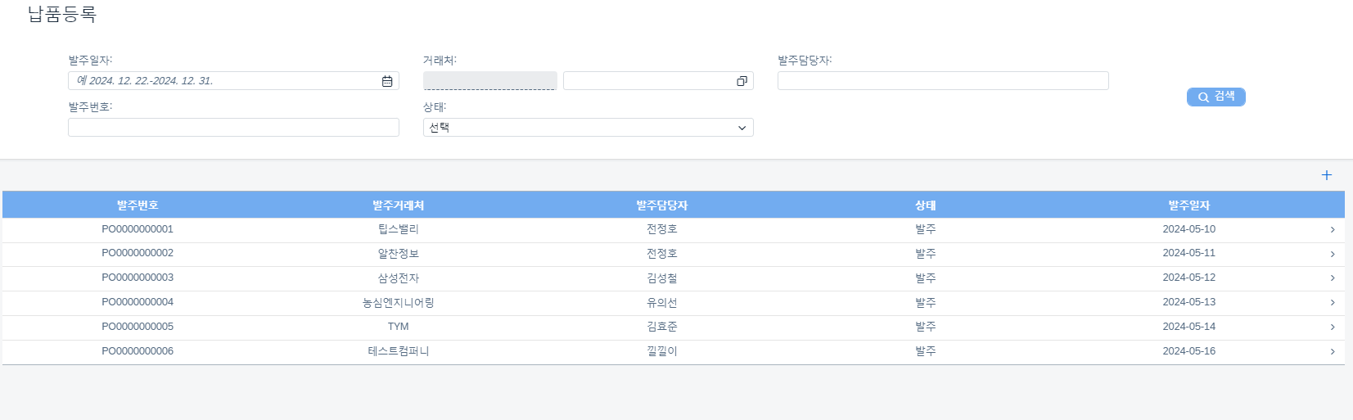 납품등록
발주일자: 거래처: 발주담당자:
예 2024. 12. 22.-2024. 12. 31.
검색
발주번호: 상태:
선택
발주번호 발주거래처 발주담당자 상태 발주일자
PO0000000001 팁스밸리 전정호 발주 2024-05-10
PO0000000002 알찬정보 전정호 발주 2024-05-11
PO0000000003 삼성전자 김성철 발주 2024-05-12
PO0000000004 농심엔지니어링 유의선 발주 2024-05-13
PO0000000005 TYM 김효준 발주 2024-05-14
PO0000000006 테스트컴퍼니 낄낄이 발주 2024-05-16